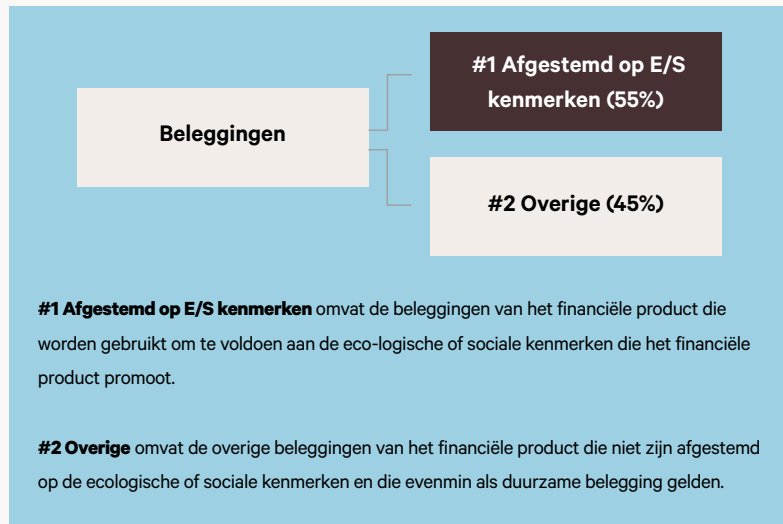 #1 Afgestemd op E/S
kenmerken (55%)
Beleggingen
#2 Overige (45%)
#1 Afgestemd op E/S kenmerken omvat de beleggingen van het financiële product die
worden gebruikt om te voldoen aan de eco-logische of sociale kenmerken die het financiële
product promoot.
#2 Overige omvat de overige beleggingen van het financiële product die niet zijn afgestemd
op de ecologische of sociale kenmerken en die evenmin als duurzame belegging gelden.